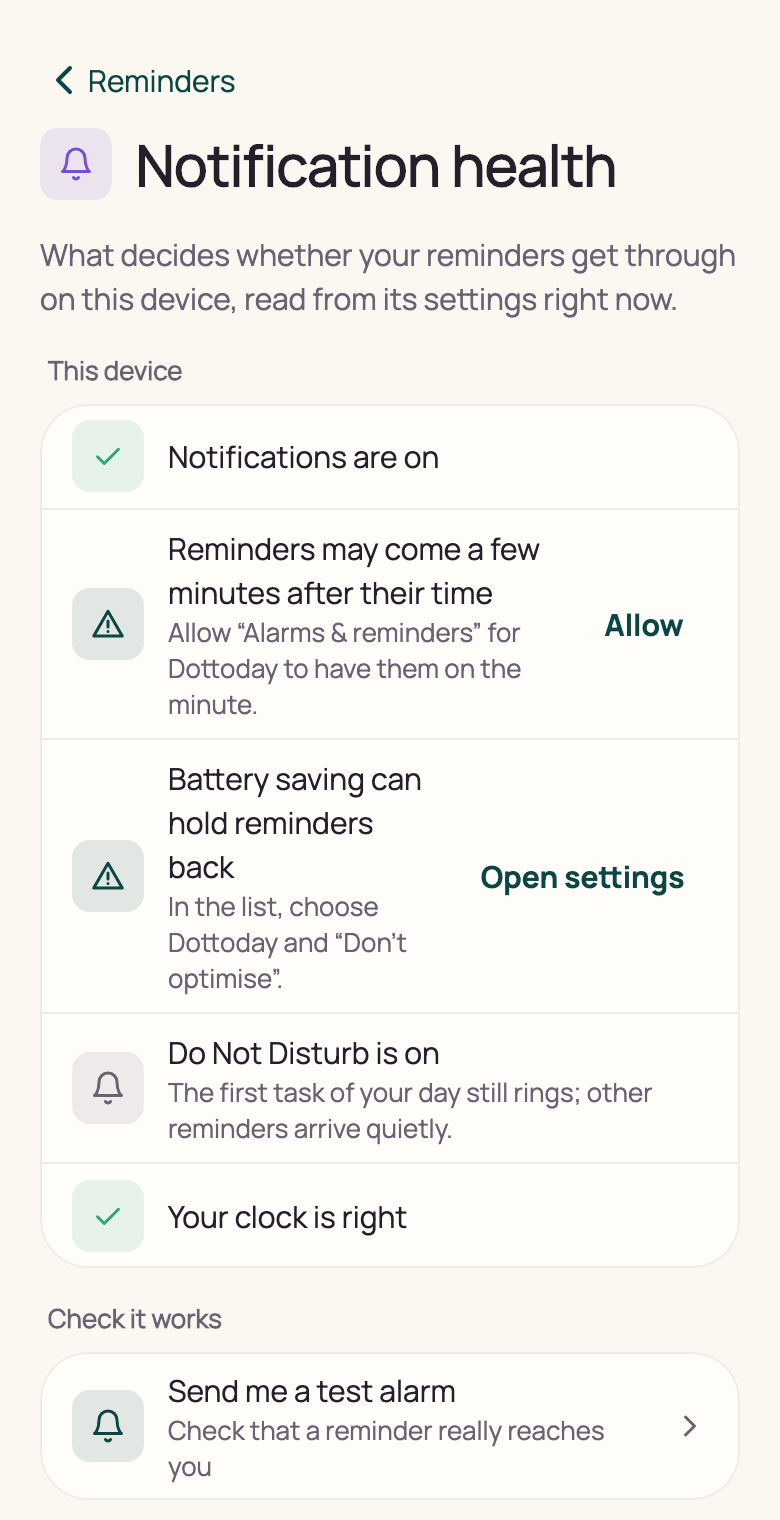 Reminders
Notification health
What decides whether your reminders get through
on this device, read from its settings right now.
This device
Notifications are on
Reminders may come a few
minutes after their time
Allow “Alarms & reminders” for
Dottoday to have them on the
minute.
Allow
Battery saving can
hold reminders
back
In the list, choose
Dottoday and “Don’t
optimise”.
Open settings
Do Not Disturb is on
The first task of your day still rings; other
reminders arrive quietly.
Your clock is right
Check it works
Send me a test alarm
Check that a reminder really reaches
you